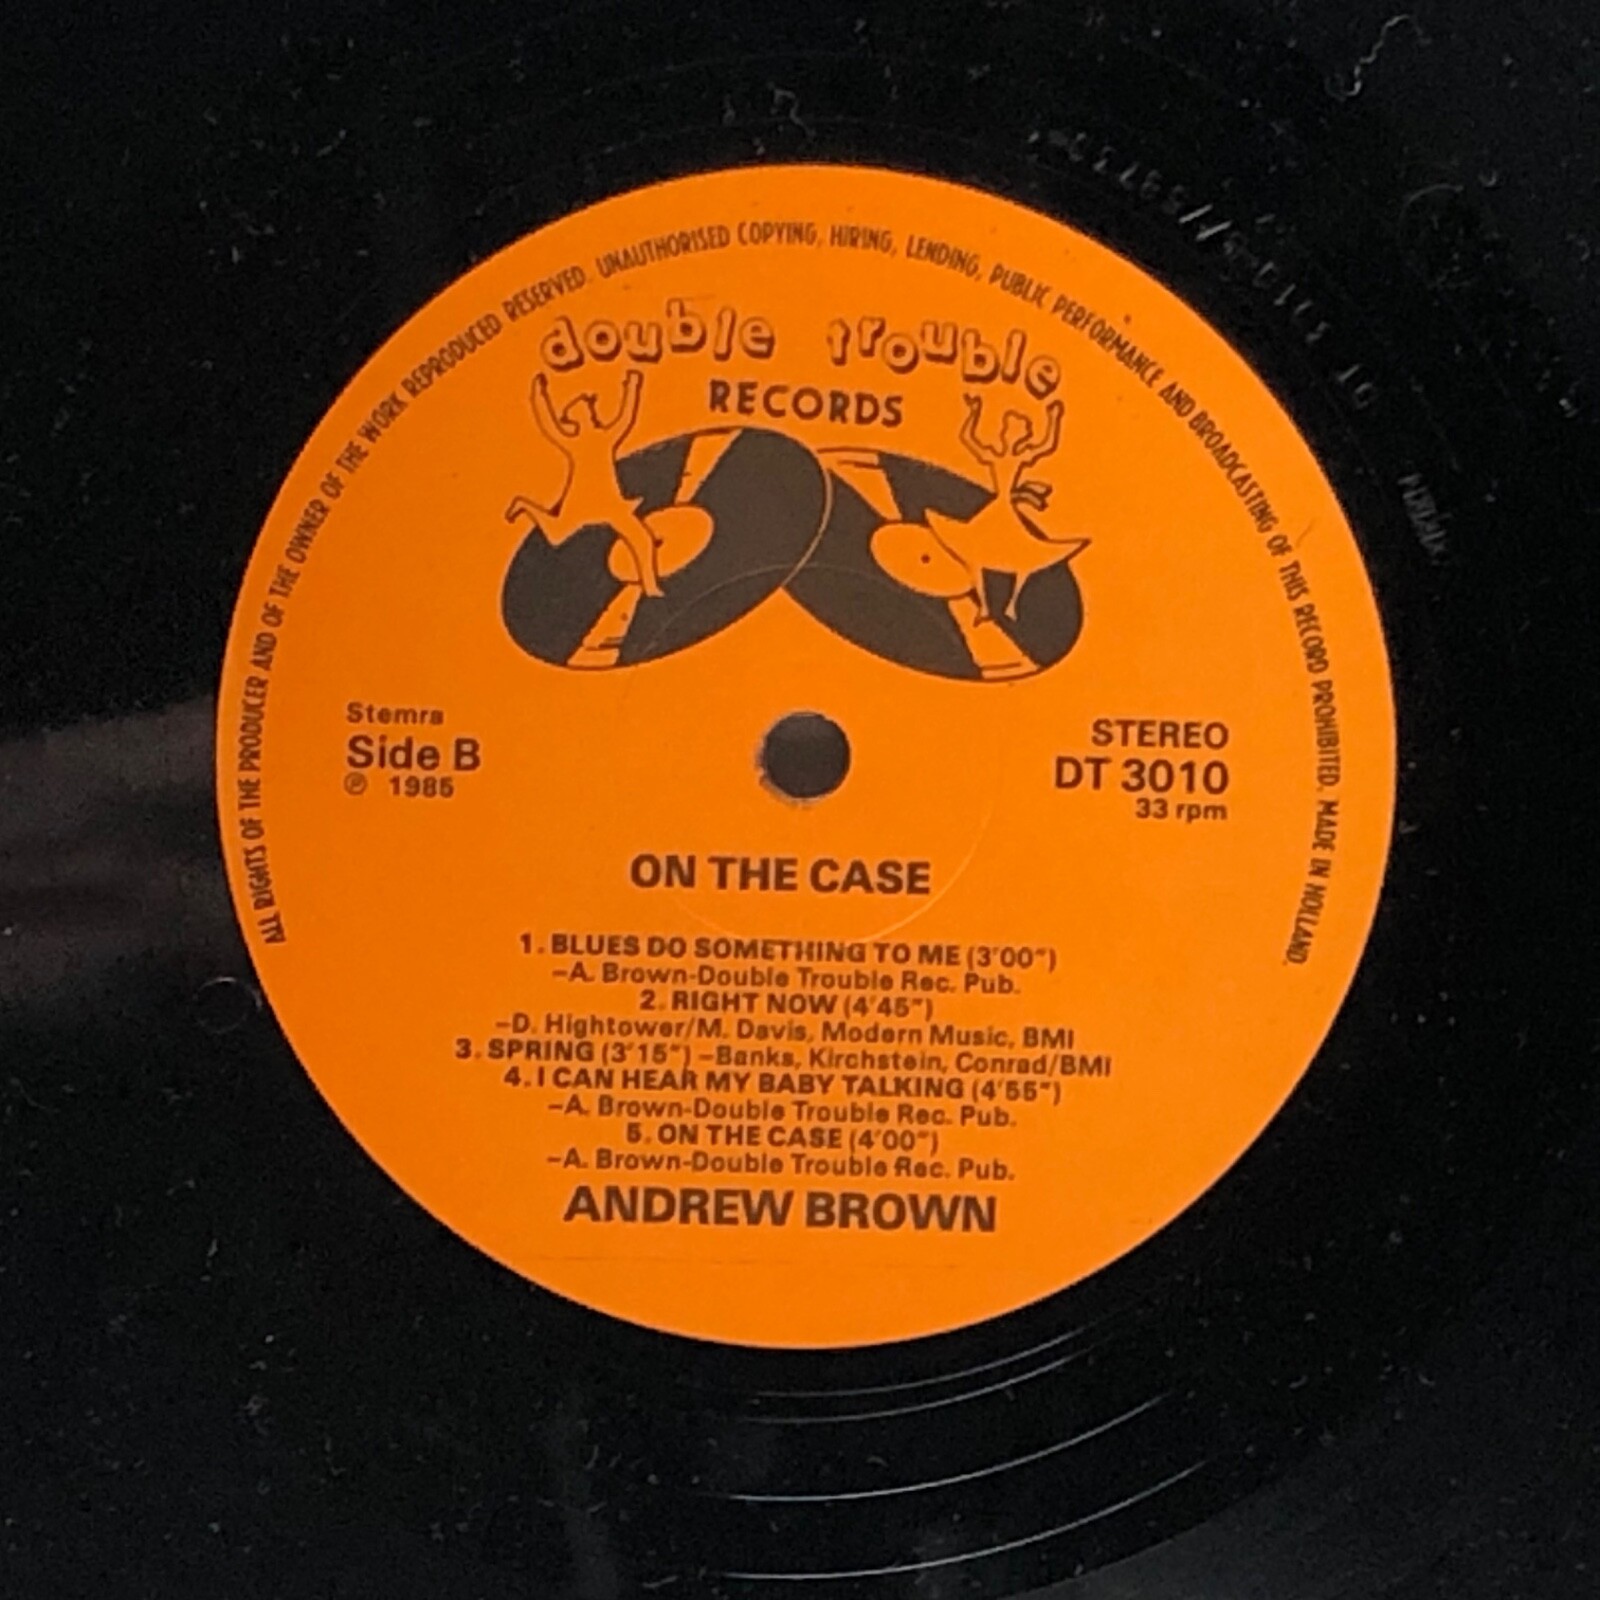 ALL RIGHTS OF THE PRODUCER AND OF THE OWNER OF THE WORK REPRODUCED RESERVED. UNAUTHORISED COPYING, HIRING, LENDING, PUBLIC PERFORMANCE AND BROADCASTING OF THIS RECORD PROHIBITED. MADE IN HOLLAND.
double trouble
RECORDS
Stemra
Side B
℗ 1985
STEREO
DT 3010
33 rpm
ON THE CASE
1. BLUES DO SOMETHING TO ME (3'00")
–A. Brown-Double Trouble Rec. Pub.
2. RIGHT NOW (4'45")
–D. Hightower/M. Davis, Modern Music, BMI
3. SPRING (3'15") –Banks, Kirchstein, Conrad/BMI
4. I CAN HEAR MY BABY TALKING (4'55")
–A. Brown-Double Trouble Rec. Pub.
5. ON THE CASE (4'00")
–A. Brown-Double Trouble Rec. Pub.
ANDREW BROWN